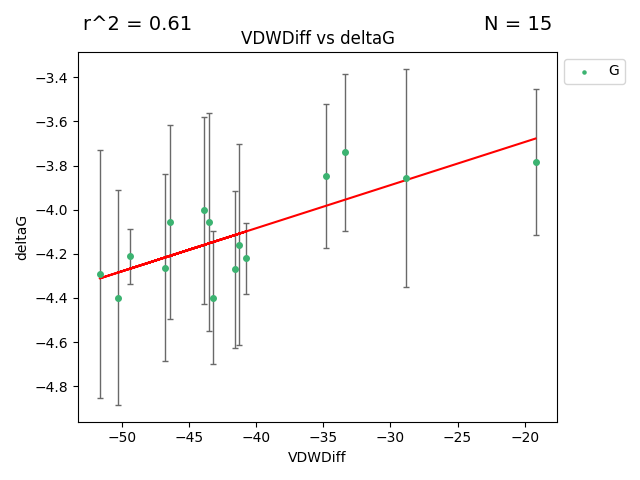 r^2 = 0.61
N = 15
VDWDiff vs deltaG
G
−3.4
−3.6
−3.8
−4.0
−4.2
−4.4
−4.6
−4.8
deltaG
−50 −45 −40 −35 −30 −25 −20
VDWDiff